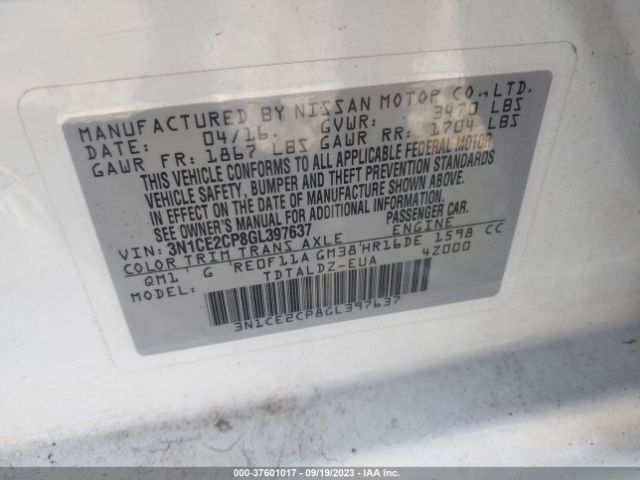 MANUFACTURED BY NISSAN MOTOR CO.,LTD.
DATE: 04/16. GVWR: 3470 LBS
GAWR FR: 1867 LBS GAWR RR: 1704 LBS
THIS VEHICLE CONFORMS TO ALL APPLICABLE FEDERAL MOTOR
VEHICLE SAFETY, BUMPER AND THEFT PREVENTION STANDARDS
IN EFFECT ON THE DATE OF MANUFACTURE SHOWN ABOVE.
SEE OWNER'S MANUAL FOR ADDITIONAL INFORMATION.
VIN: 3N1CE2CP8GL397637 PASSENGER CAR.
COLOR TRIM TRANS AXLE ENGINE
QM1 G RE0F11A GM38 HR16DE 1598 CC
MODEL: TDTALDZ-EUA 4Z000
3N1CE2CP8GL397637
000-37601017 - 09/19/2023 - IAA Inc.